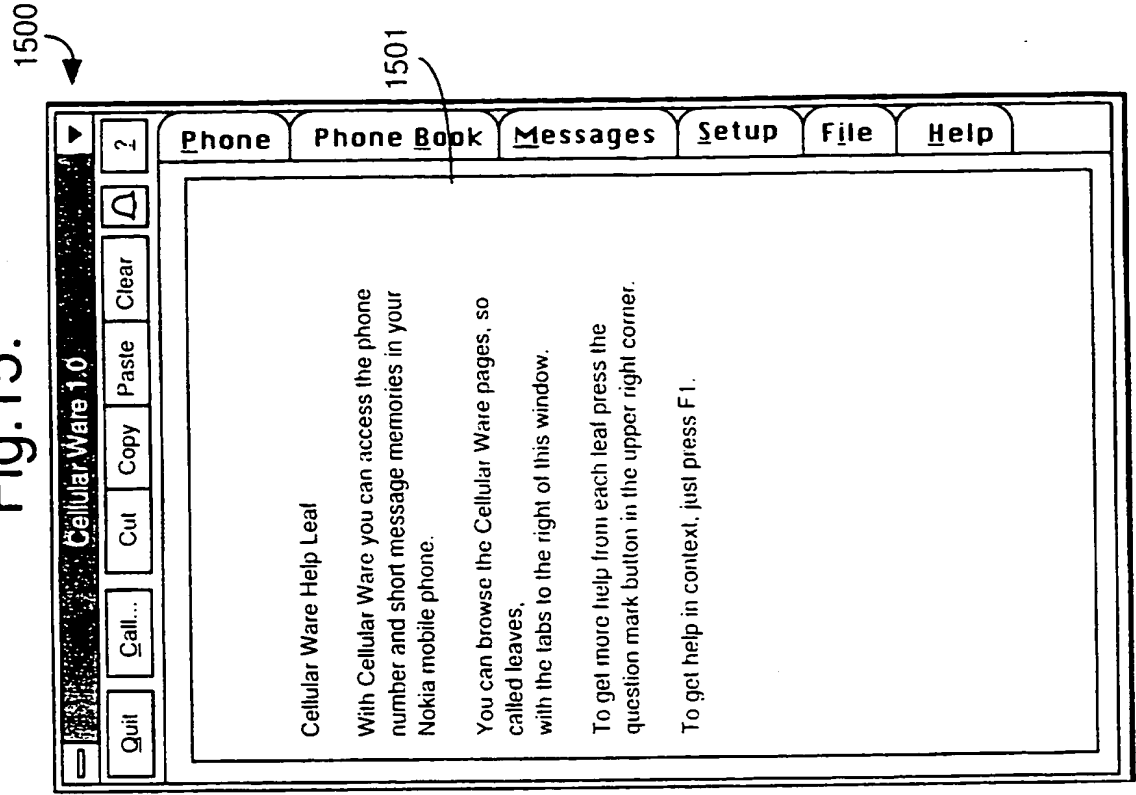 Fig.15.
1500
Cellular Ware 1.0
Quit Call... Cut Copy Paste Clear ?
1501
Phone
Phone Book
Messages
Setup
File
Help
Cellular Ware Help Leaf
With Cellular Ware you can access the phone
number and short message memories in your
Nokia mobile phone.
You can browse the Cellular Ware pages, so
called leaves,
with the tabs to the right of this window.
To get more help from each leaf press the
question mark button in the upper right corner.
To get help in context, just press F1.